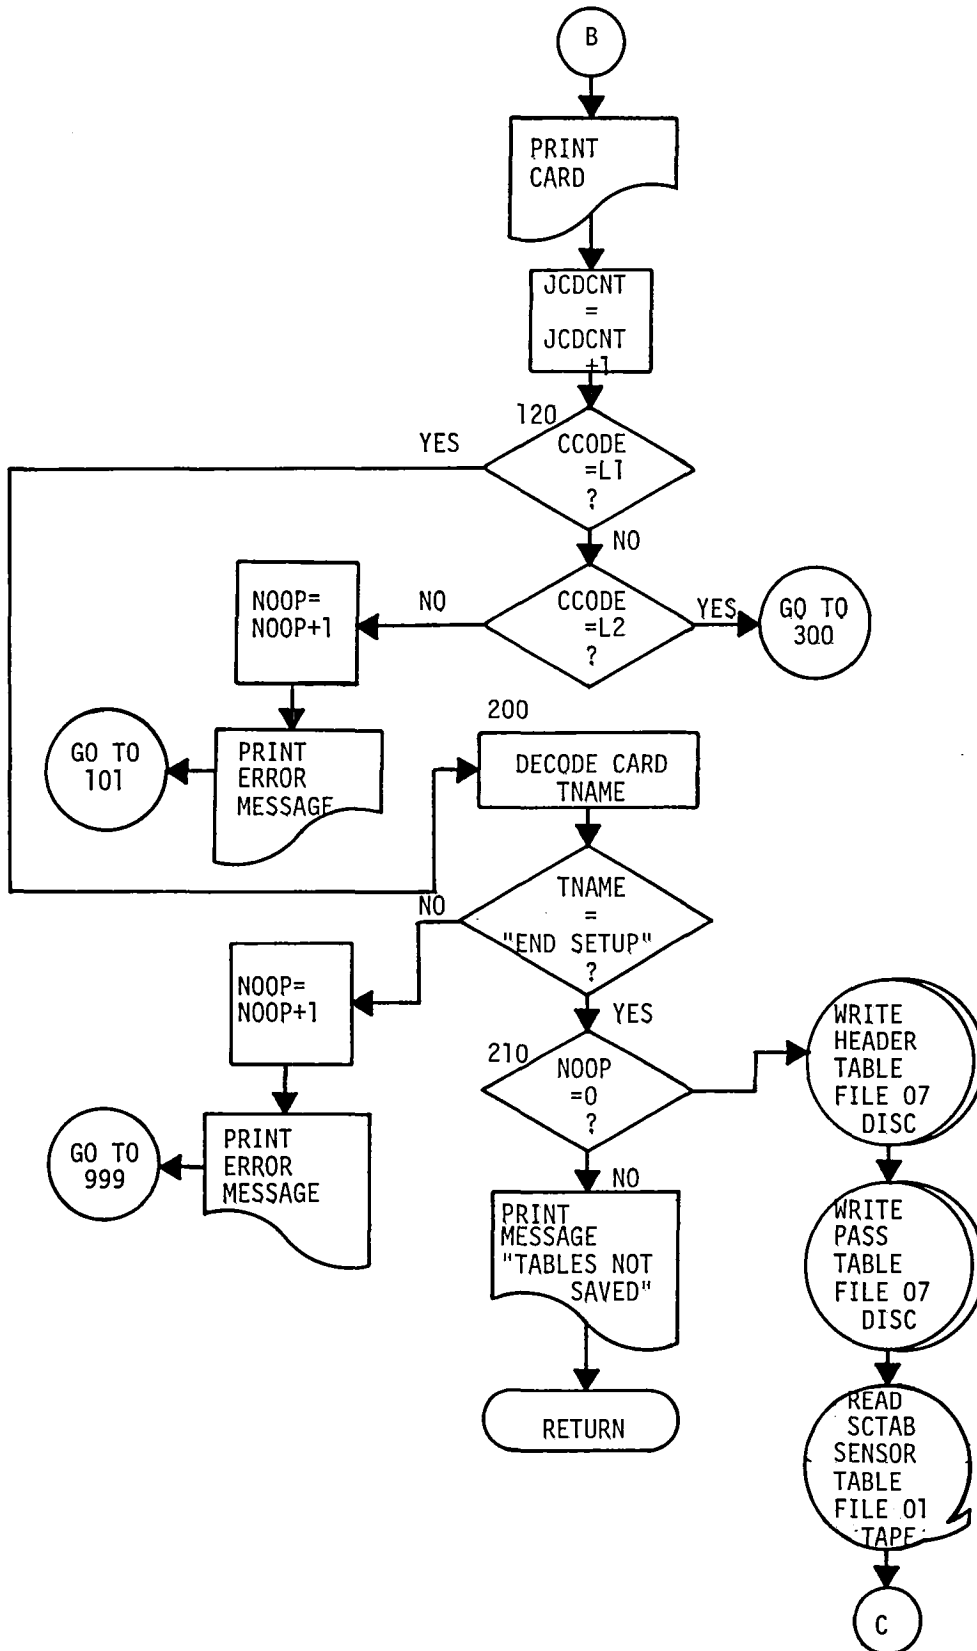 B
PRINT
CARD
JCDCNT
=
JCDCNT
+1
120
YES
CCODE
=L1
?
NO
NOOP=
NOOP+1
NO
CCODE
=L2
?
YES
GO TO
300
200
GO TO
101
PRINT
ERROR
MESSAGE
DECODE CARD
TNAME
NO
TNAME
=
"END SETUP"
?
YES
NOOP=
NOOP+1
210
NOOP
=0
?
NO
WRITE
HEADER
TABLE
FILE 07
DISC
GO TO
999
PRINT
ERROR
MESSAGE
PRINT
MESSAGE
"TABLES NOT
SAVED"
WRITE
PASS
TABLE
FILE 07
DISC
RETURN
READ
SCTAB
SENSOR
TABLE
FILE 01
TAPE
C